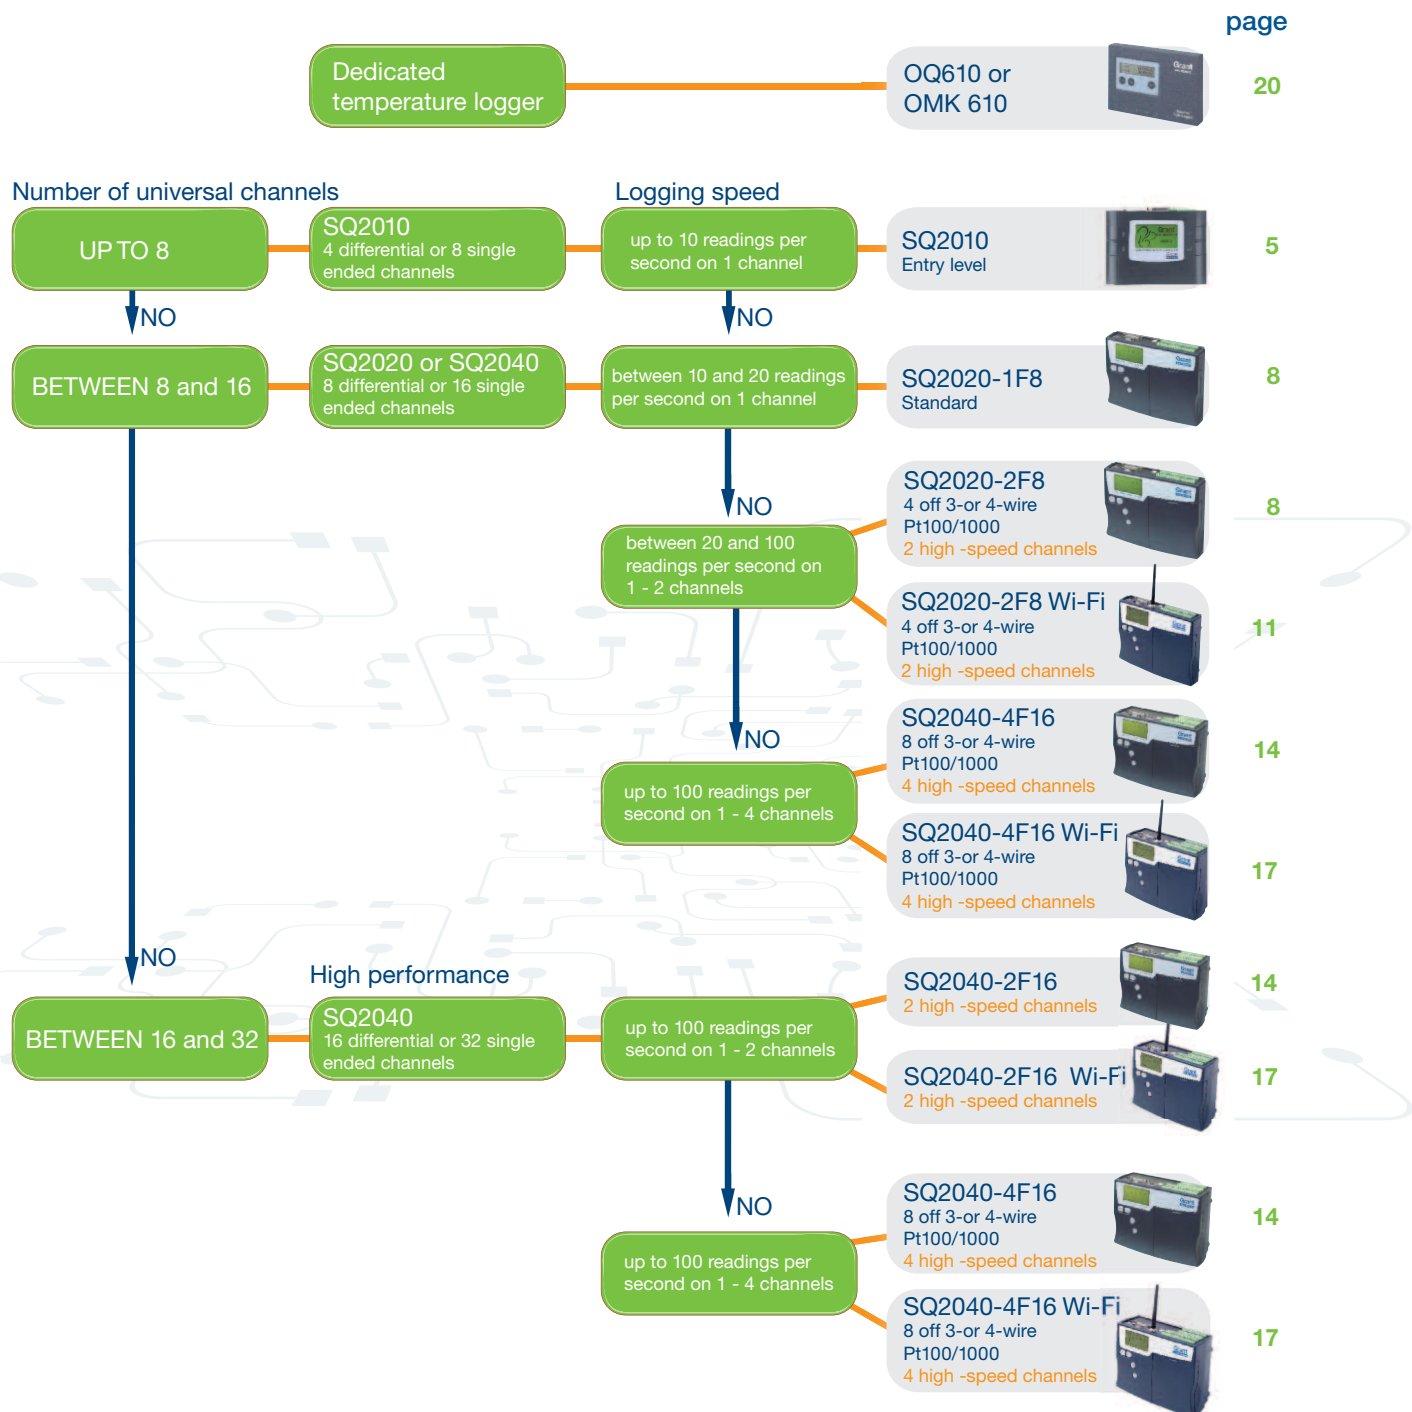 page
Dedicated
temperature logger
OQ610 or
OMK 610
20
Number of universal channels
Logging speed
UP TO 8
SQ2010
4 differential or 8 single
ended channels
up to 10 readings per
second on 1 channel
SQ2010
Entry level
5
NO
NO
BETWEEN 8 and 16
SQ2020 or SQ2040
8 differential or 16 single
ended channels
between 10 and 20 readings
per second on 1 channel
SQ2020-1F8
Standard
8
NO
between 20 and 100
readings per second on
1 - 2 channels
SQ2020-2F8
4 off 3-or 4-wire
Pt100/1000
2 high -speed channels
8
SQ2020-2F8 Wi-Fi
4 off 3-or 4-wire
Pt100/1000
2 high -speed channels
11
NO
up to 100 readings per
second on 1 - 4 channels
SQ2040-4F16
8 off 3-or 4-wire
Pt100/1000
4 high -speed channels
14
SQ2040-4F16 Wi-Fi
8 off 3-or 4-wire
Pt100/1000
4 high -speed channels
17
NO
High performance
BETWEEN 16 and 32
SQ2040
16 differential or 32 single
ended channels
up to 100 readings per
second on 1 - 2 channels
SQ2040-2F16
2 high -speed channels
14
SQ2040-2F16 Wi-Fi
2 high -speed channels
17
NO
up to 100 readings per
second on 1 - 4 channels
SQ2040-4F16
8 off 3-or 4-wire
Pt100/1000
4 high -speed channels
14
SQ2040-4F16 Wi-Fi
8 off 3-or 4-wire
Pt100/1000
4 high -speed channels
17